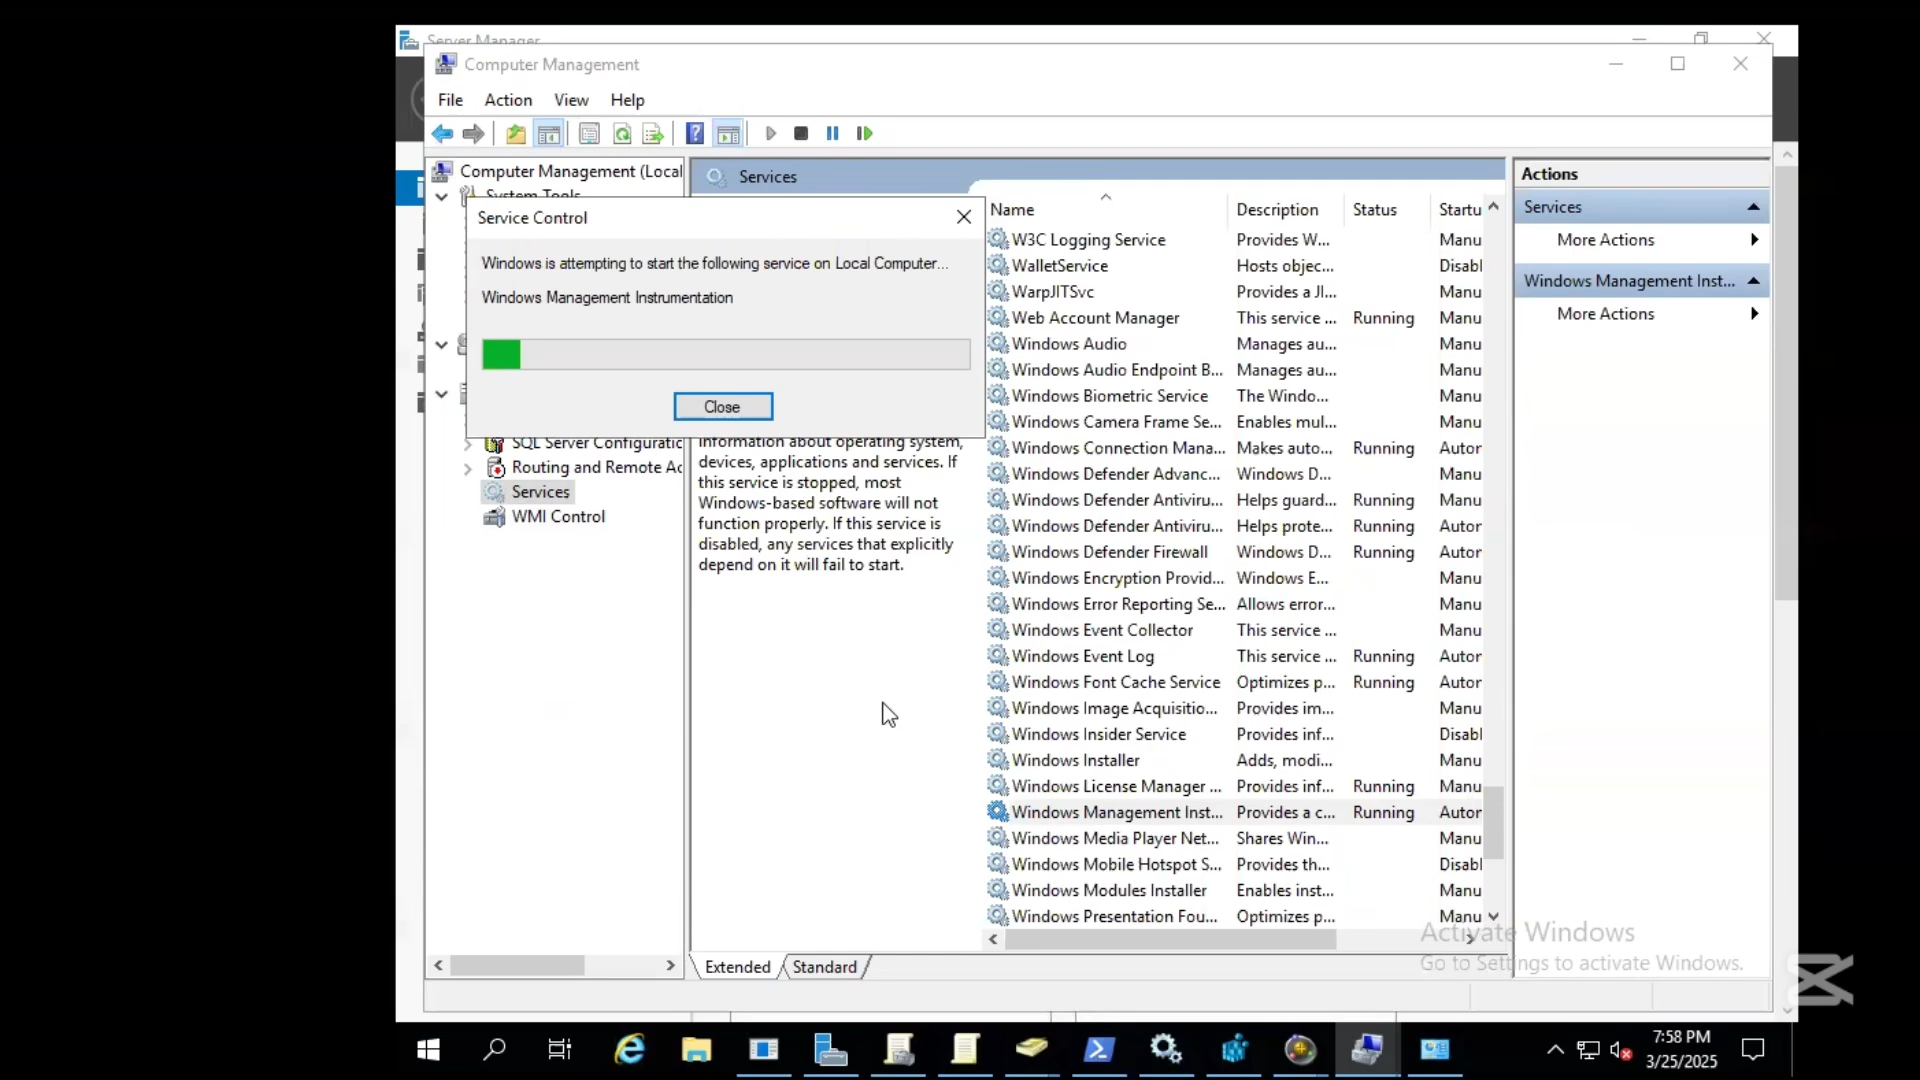 Server Manager
Computer Management
File Action View Help
Computer Management (Local
System Tools
SQL Server Configuratic
Routing and Remote Ac
Services
WMI Control
Services
Service Control
Windows is attempting to start the following service on Local Computer...
Windows Management Instrumentation
Close
information about operating system,
devices, applications and services. If
this service is stopped, most
Windows-based software will not
function properly. If this service is
disabled, any services that explicitly
depend on it will fail to start.
Name Description Status Startu
W3C Logging Service Provides W... Manu
WalletService Hosts objec... Disabl
WarpJITSvc Provides a JI... Manu
Web Account Manager This service ... Running Manu
Windows Audio Manages au... Manu
Windows Audio Endpoint B... Manages au... Manu
Windows Biometric Service The Windo... Manu
Windows Camera Frame Se... Enables mul... Manu
Windows Connection Mana... Makes auto... Running Autor
Windows Defender Advanc... Windows D... Manu
Windows Defender Antiviru... Helps guard... Running Manu
Windows Defender Antiviru... Helps prote... Running Autor
Windows Defender Firewall Windows D... Running Autor
Windows Encryption Provid... Windows E... Manu
Windows Error Reporting Se... Allows error... Manu
Windows Event Collector This service ... Manu
Windows Event Log This service ... Running Autor
Windows Font Cache Service Optimizes p... Running Autor
Windows Image Acquisitio... Provides im... Manu
Windows Insider Service Provides inf... Disabl
Windows Installer Adds, modi... Manu
Windows License Manager ... Provides inf... Running Manu
Windows Management Inst... Provides a c... Running Autor
Windows Media Player Net... Shares Win... Manu
Windows Mobile Hotspot S... Provides th... Disabl
Windows Modules Installer Enables inst... Manu
Windows Presentation Fou... Optimizes p... Manu
Extended Standard
Actions
Services
More Actions
Windows Management Inst...
More Actions
Activate Windows
Go to Settings to activate Windows.
7:58 PM
3/25/2025